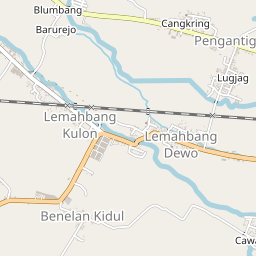 Blumbang
Cangkring
Barurejo
Pengantig
Lugjag
Lemahbang
Kulon
Lemahbang
Dewo
Benelan Kidul
Cawa